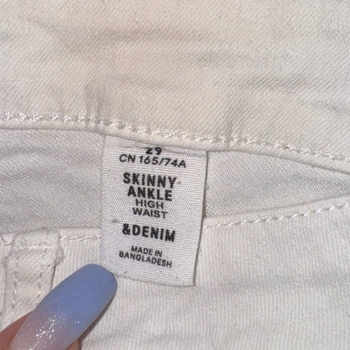 29
CN 165/74A
SKINNY
ANKLE
HIGH
WAIST
&DENIM
MADE IN
BANGLADESH